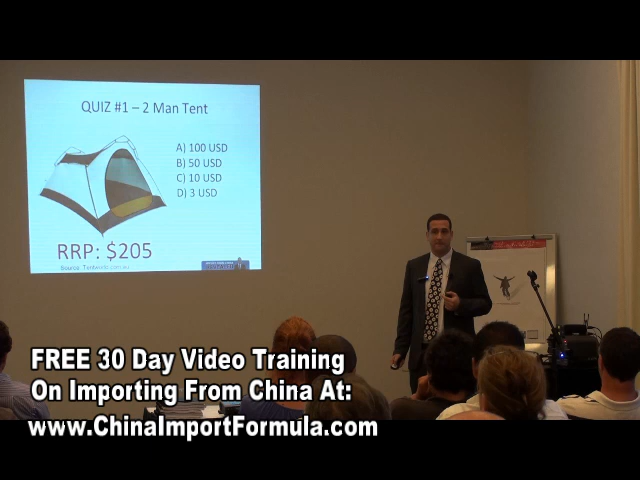 QUIZ #1 – 2 Man Tent
A) 100 USD
B) 50 USD
C) 10 USD
D) 3 USD
RRP: $205
FREE 30 Day Video Training
On Importing From China At:
www.ChinaImportFormula.com